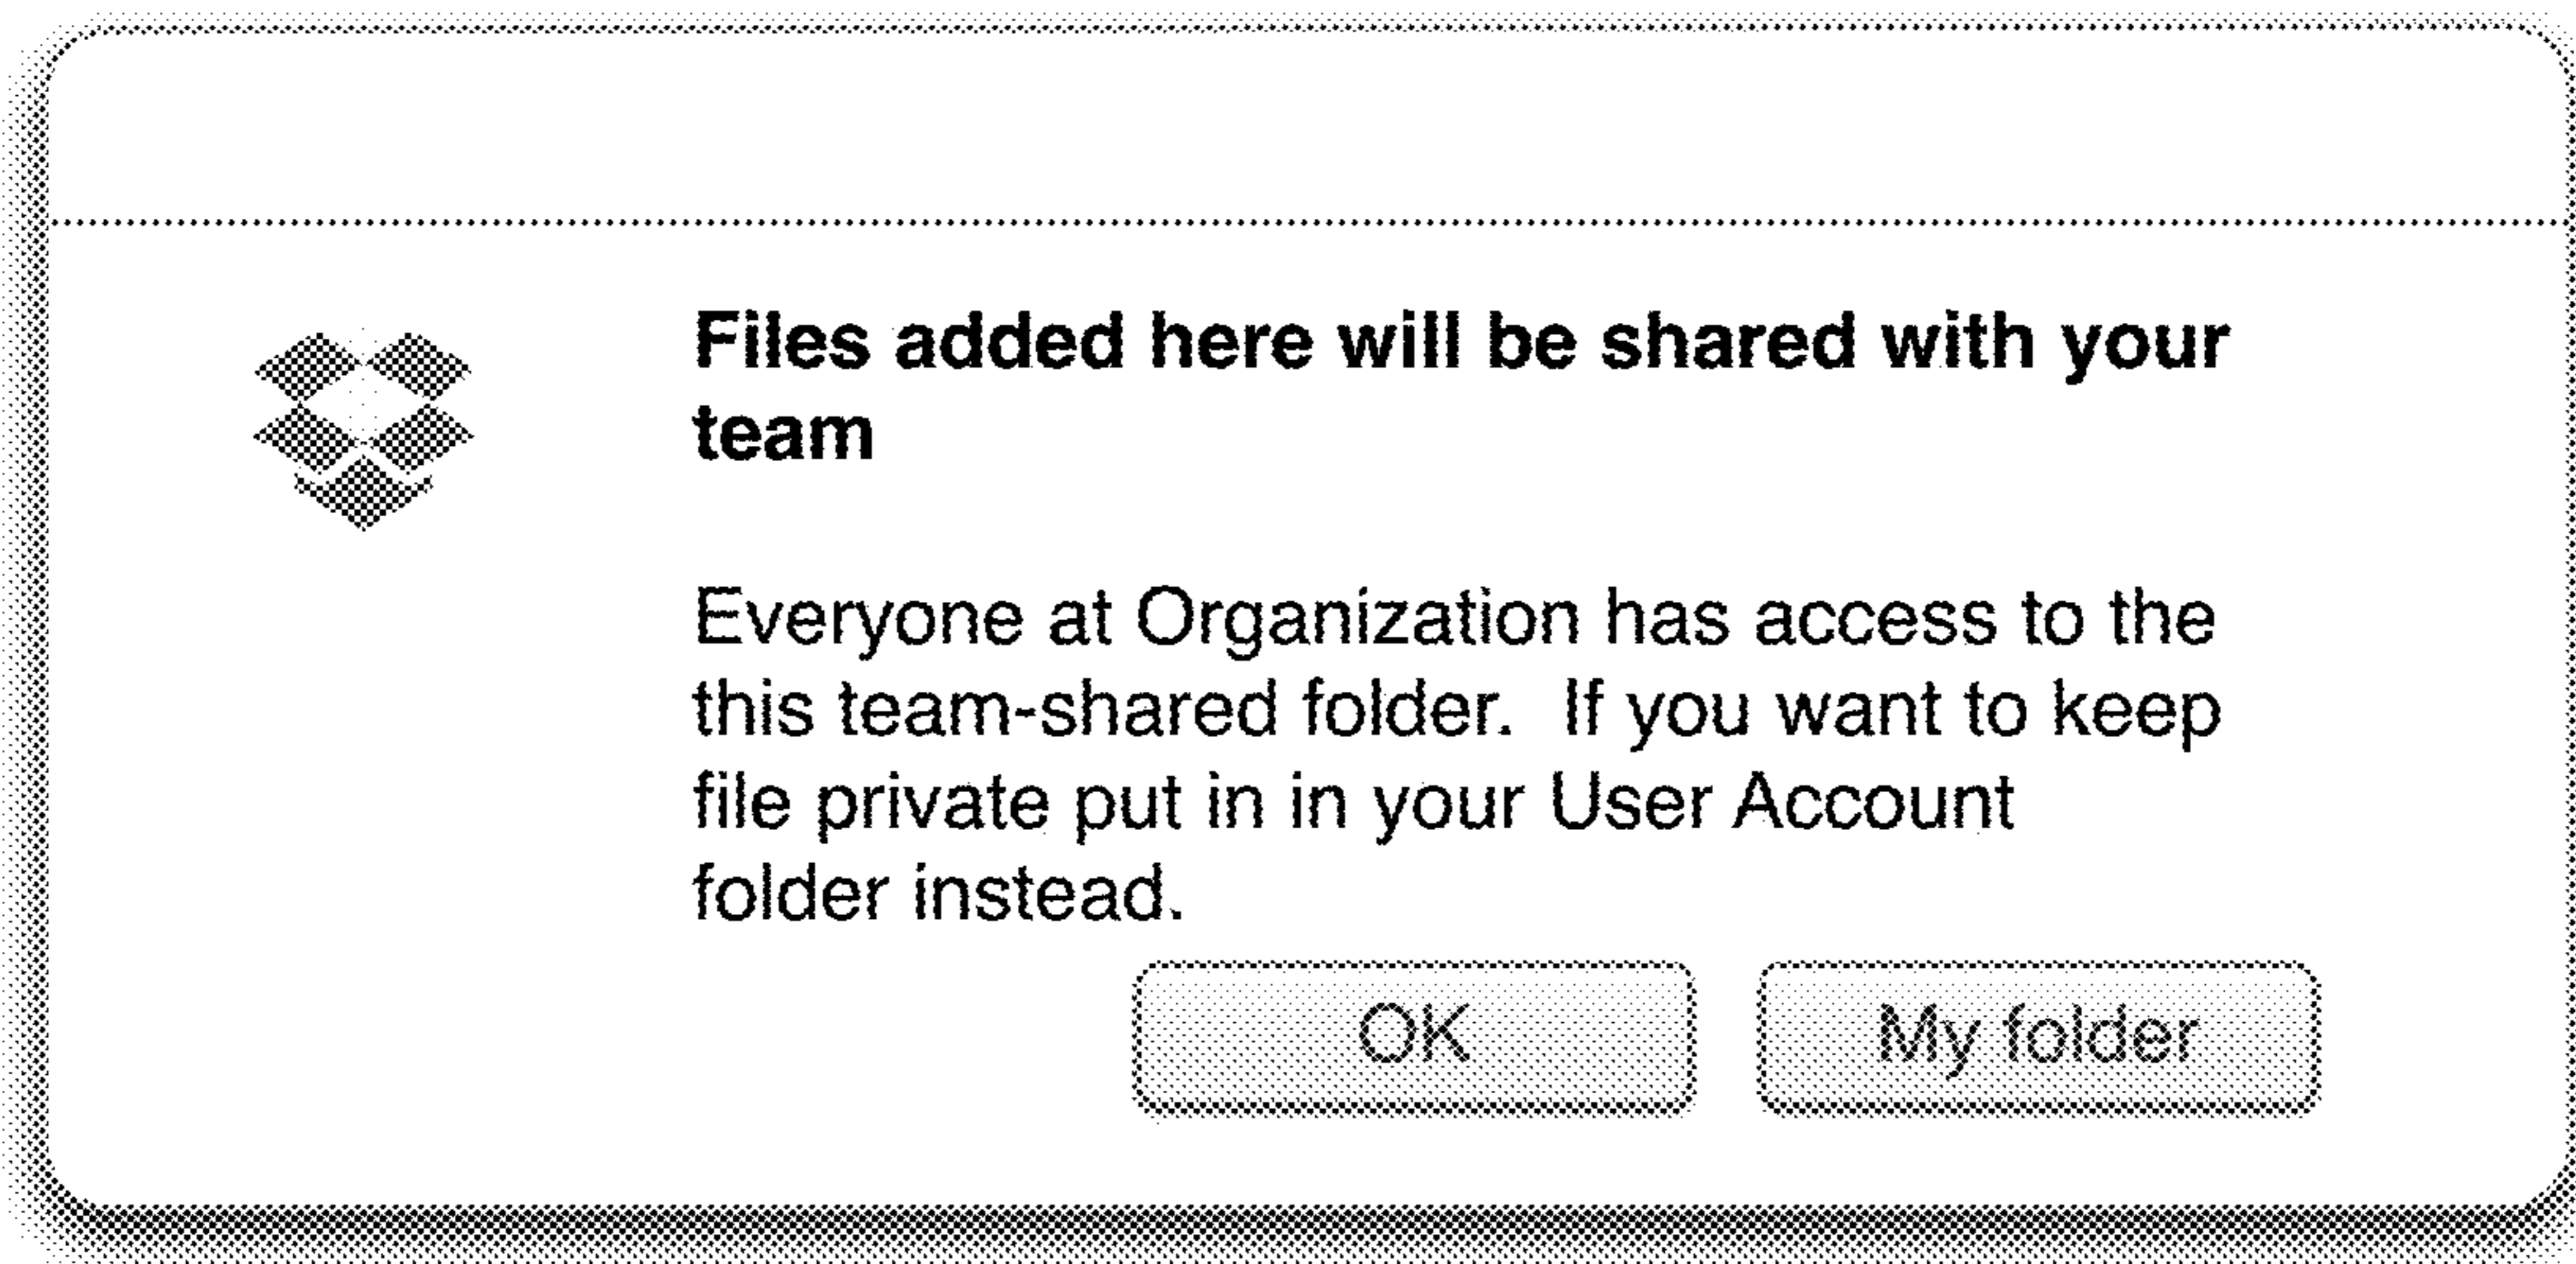 Files added here will be shared with your
team
Everyone at Organization has access to the
this team-shared folder.  If you want to keep
file private put in in your User Account
folder instead.
OK
My folder